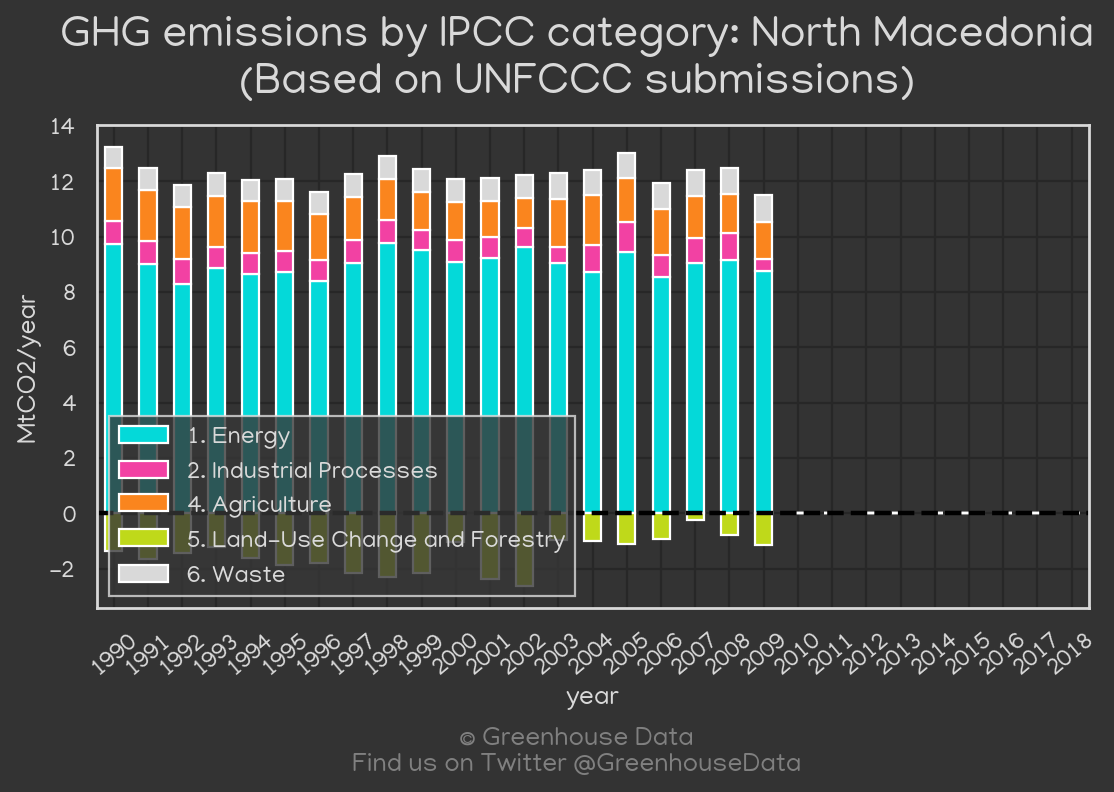 GHG emissions by IPCC category: North Macedonia
(Based on UNFCCC submissions)
MtCO2/year
14
12
10
8
6
4
2
0
−2
1. Energy
2. Industrial Processes
4. Agriculture
5. Land-Use Change and Forestry
6. Waste
1990 1991 1992 1993 1994 1995 1996 1997 1998 1999 2000 2001 2002 2003 2004 2005 2006 2007 2008 2009 2010 2011 2012 2013 2014 2015 2016 2017 2018
year
© Greenhouse Data
Find us on Twitter @GreenhouseData